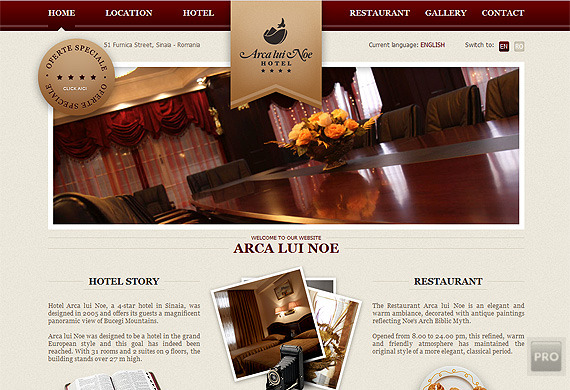 HOME LOCATION HOTEL RESTAURANT GALLERY CONTACT
Arca lui Noe
HOTEL
OFERTE SPECIALE
CLICK AICI
OFERTE SPECIALE
51 Furnica Street, Sinaia - Romania
Current language: ENGLISH Switch to: EN RO
WELCOME TO OUR WEBSITE
ARCA LUI NOE
HOTEL STORY
Hotel Arca lui Noe, a 4-star hotel in Sinaia, was
designed in 2005 and offers its guests a magnificent
panoramic view of Bucegi Mountains.
Arca lui Noe was designed to be a hotel in the grand
European style and this goal has indeed been
reached. With 31 rooms and 2 suites on 9 floors, the
building stands over 27 m high.
RESTAURANT
The Restaurant Arca lui Noe is an elegant and
warm ambiance, decorated with antique paintings
reflecting Noe's Arch Biblic Myth.
Opened from 8.00 to 24.00 pm, this refined, warm
and friendly atmosphere has maintained the
original style of a more elegant, classical period.
PRO